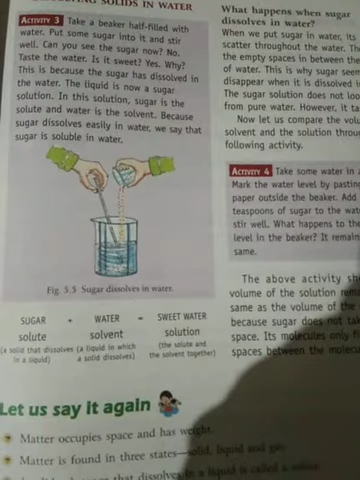 SOLIDS IN WATER
ACTIVITY 3 Take a beaker half-filled with
water. Put some sugar into it and stir
well. Can you see the sugar now? No.
Taste the water. Is it sweet? Yes. Why?
This is because the sugar has dissolved in
the water. The liquid is now a sugar
solution. In this solution, sugar is the
solute and water is the solvent. Because
sugar dissolves easily in water, we say that
sugar is soluble in water.
Fig. 5.5 Sugar dissolves in water.
SUGAR + WATER = SWEET WATER
solute solvent solution
(a solid that dissolves (a liquid in which (the solute and
in a liquid) a solid dissolves) the solvent together)
Let us say it again
Matter occupies space and has weight.
Matter is found in three states—solid, liquid and gas.
that dissolves in a liquid is called a solute
What happens when sugar
dissolves in water?
When we put sugar in water, its
scatter throughout the water.
the empty spaces in between the
of water. This is why sugar seem
disappear when it is dissolved i
The sugar solution does not loo
from pure water. However, it ta
Now let us compare the volu
solvent and the solution throu
following activity.
ACTIVITY 4 Take some water in a
Mark the water level by pastin
paper outside the beaker. Add
teaspoons of sugar to the wat
stir well. What happens to the
level in the beaker? It remain
same.
The above activity sh
volume of the solution rema
same as the volume of the
because sugar does not tak
space. Its molecules only fi
spaces between the molecu